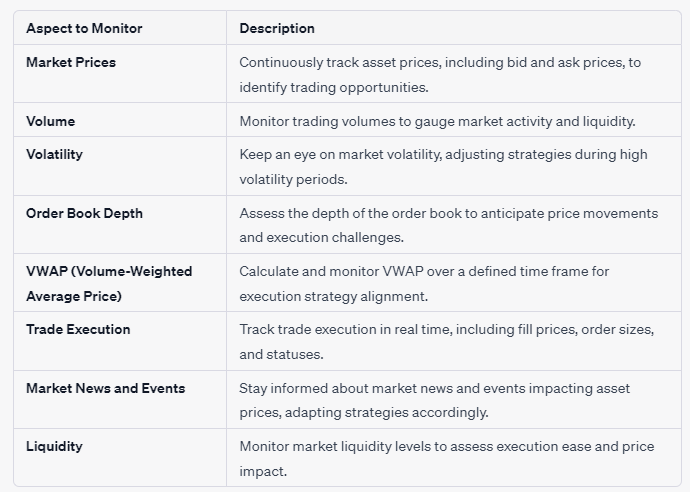 Aspect to Monitor
Description
Market Prices
Continuously track asset prices, including bid and ask prices, to
identify trading opportunities.
Volume
Monitor trading volumes to gauge market activity and liquidity.
Volatility
Keep an eye on market volatility, adjusting strategies during high
volatility periods.
Order Book Depth
Assess the depth of the order book to anticipate price movements
and execution challenges.
VWAP (Volume-Weighted
Average Price)
Calculate and monitor VWAP over a defined time frame for
execution strategy alignment.
Trade Execution
Track trade execution in real time, including fill prices, order sizes,
and statuses.
Market News and Events
Stay informed about market news and events impacting asset
prices, adapting strategies accordingly.
Liquidity
Monitor market liquidity levels to assess execution ease and price
impact.